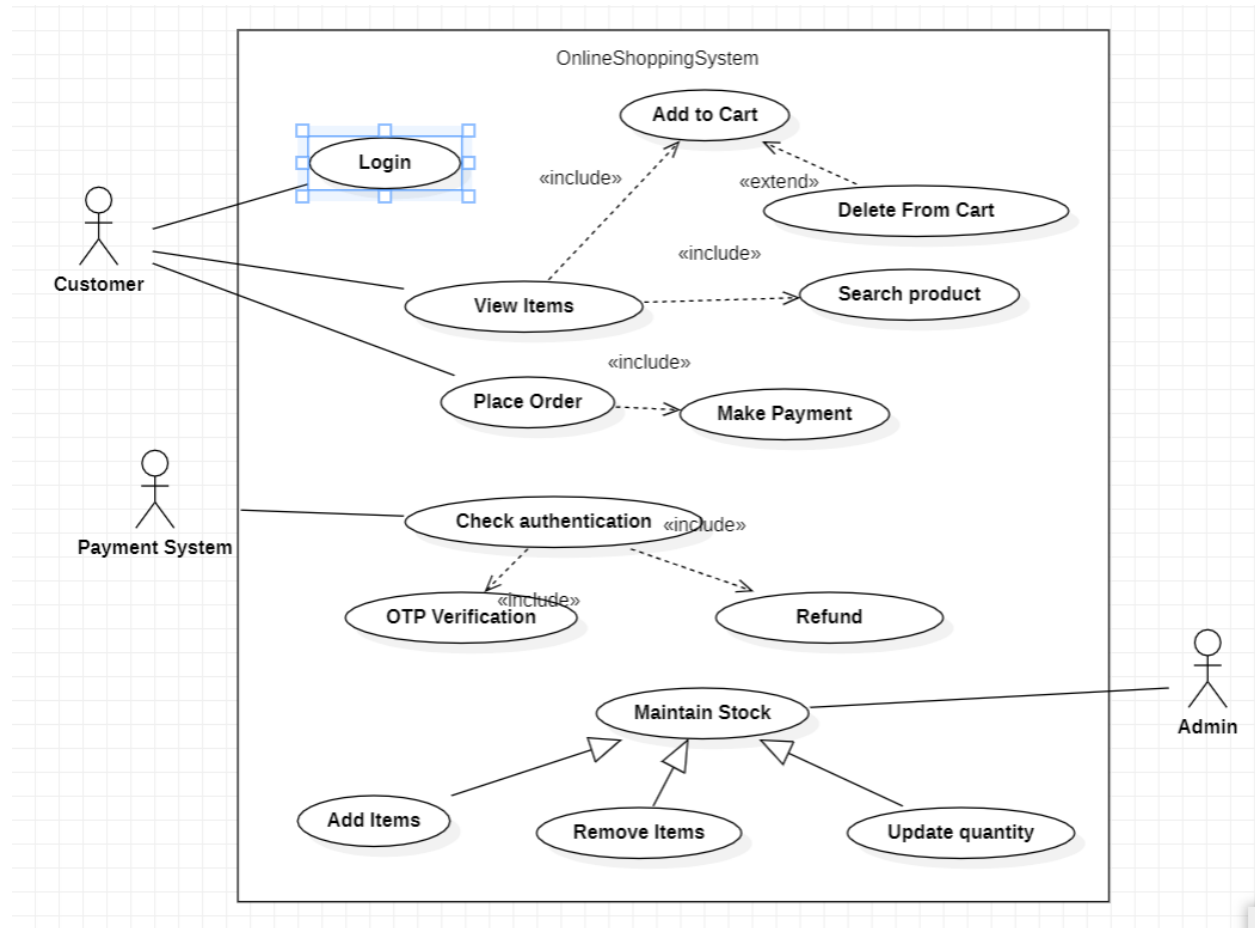 OnlineShoppingSystem
Add to Cart
Login
«include»
«extend»
Delete From Cart
«include»
Customer
View Items
Search product
«include»
Place Order
Make Payment
Check authentication
«include»
Payment System
«include»
OTP Verification
Refund
Maintain Stock
Admin
Add Items
Remove Items
Update quantity